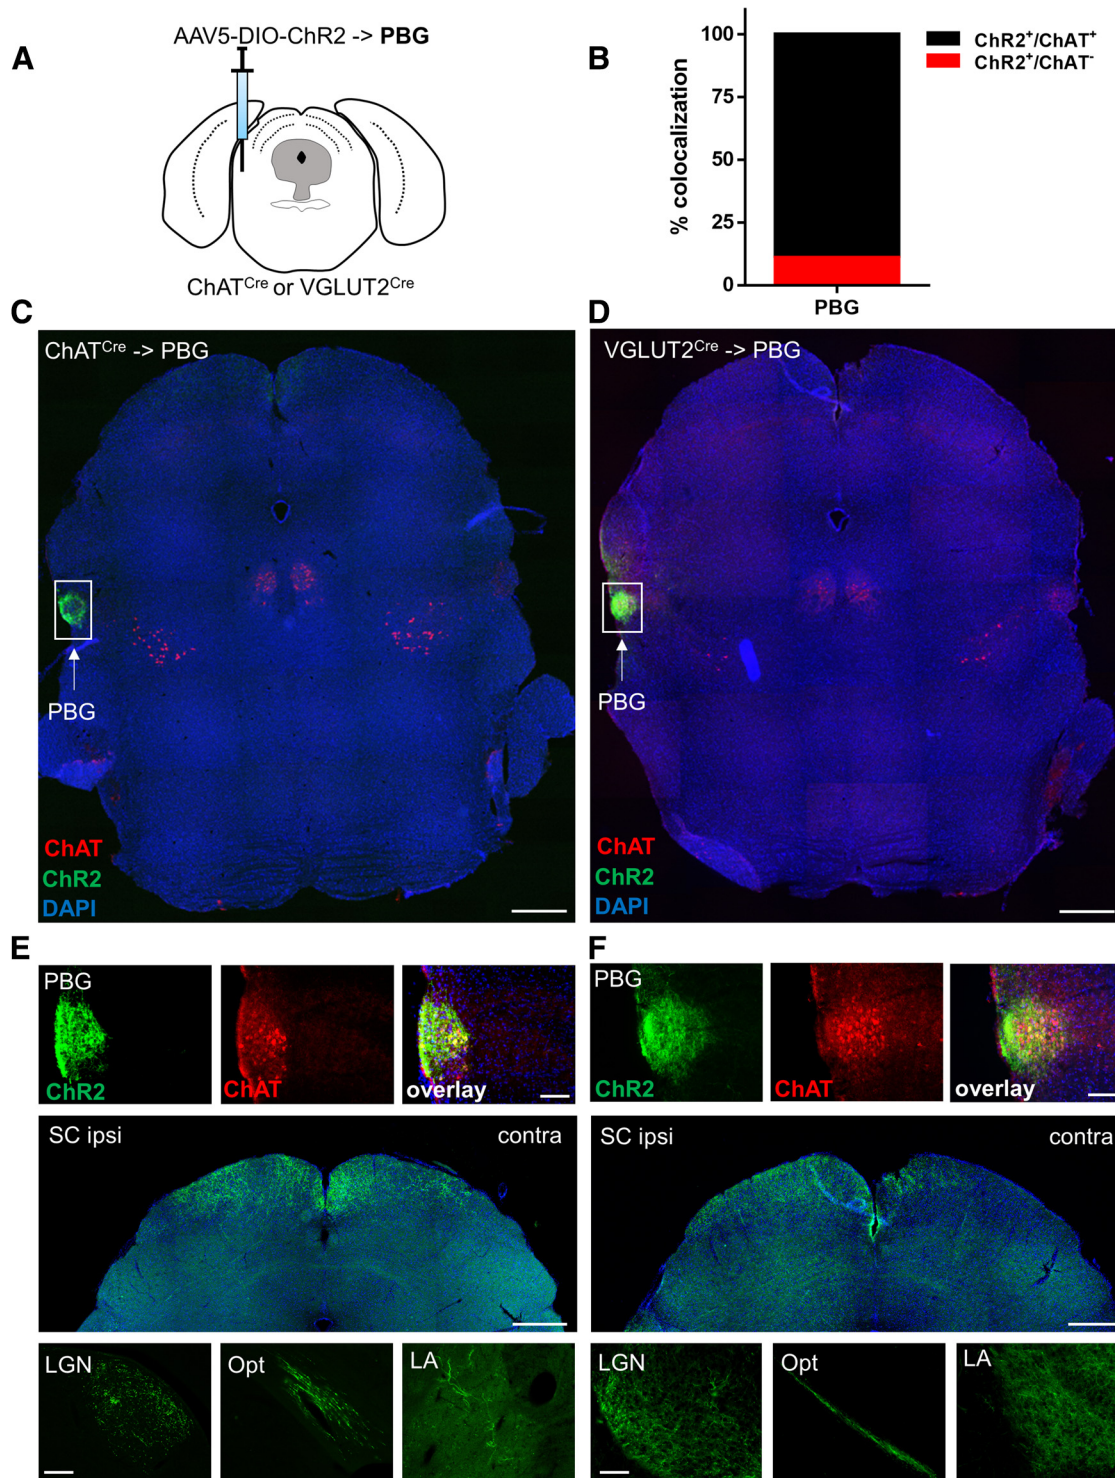 A
AAV5-DIO-ChR2 -> PBG
ChAT^Cre or VGLUT2^Cre
B
% colocalization
100
75
50
25
0
PBG
ChR2⁺/ChAT⁺
ChR2⁺/ChAT⁻
C
ChAT^Cre -> PBG
PBG
ChAT
ChR2
DAPI
D
VGLUT2^Cre -> PBG
PBG
ChAT
ChR2
DAPI
E
PBG
ChR2
ChAT
overlay
SC ipsi
contra
LGN
Opt
LA
F
PBG
ChR2
ChAT
overlay
SC ipsi
contra
LGN
Opt
LA